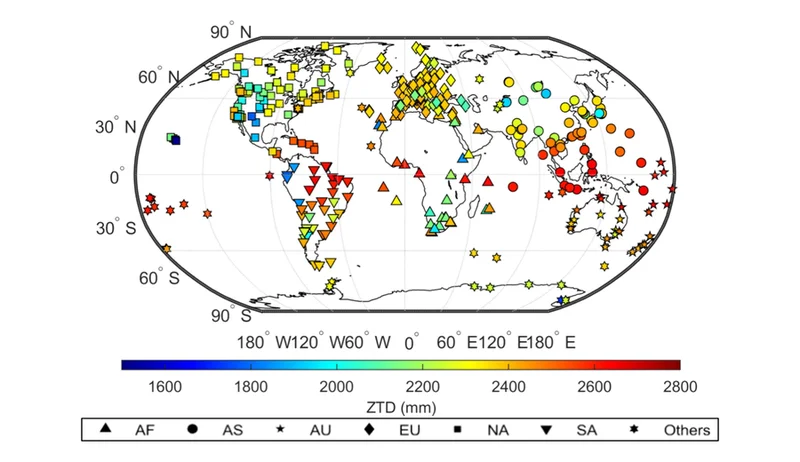 90° N
60° N
30° N
0°
30° S
60° S
90° S
180° W120° W60° W 0° 60° E120° E180° E
1600 1800 2000 2200 2400 2600 2800
ZTD (mm)
AF AS AU EU NA SA Others